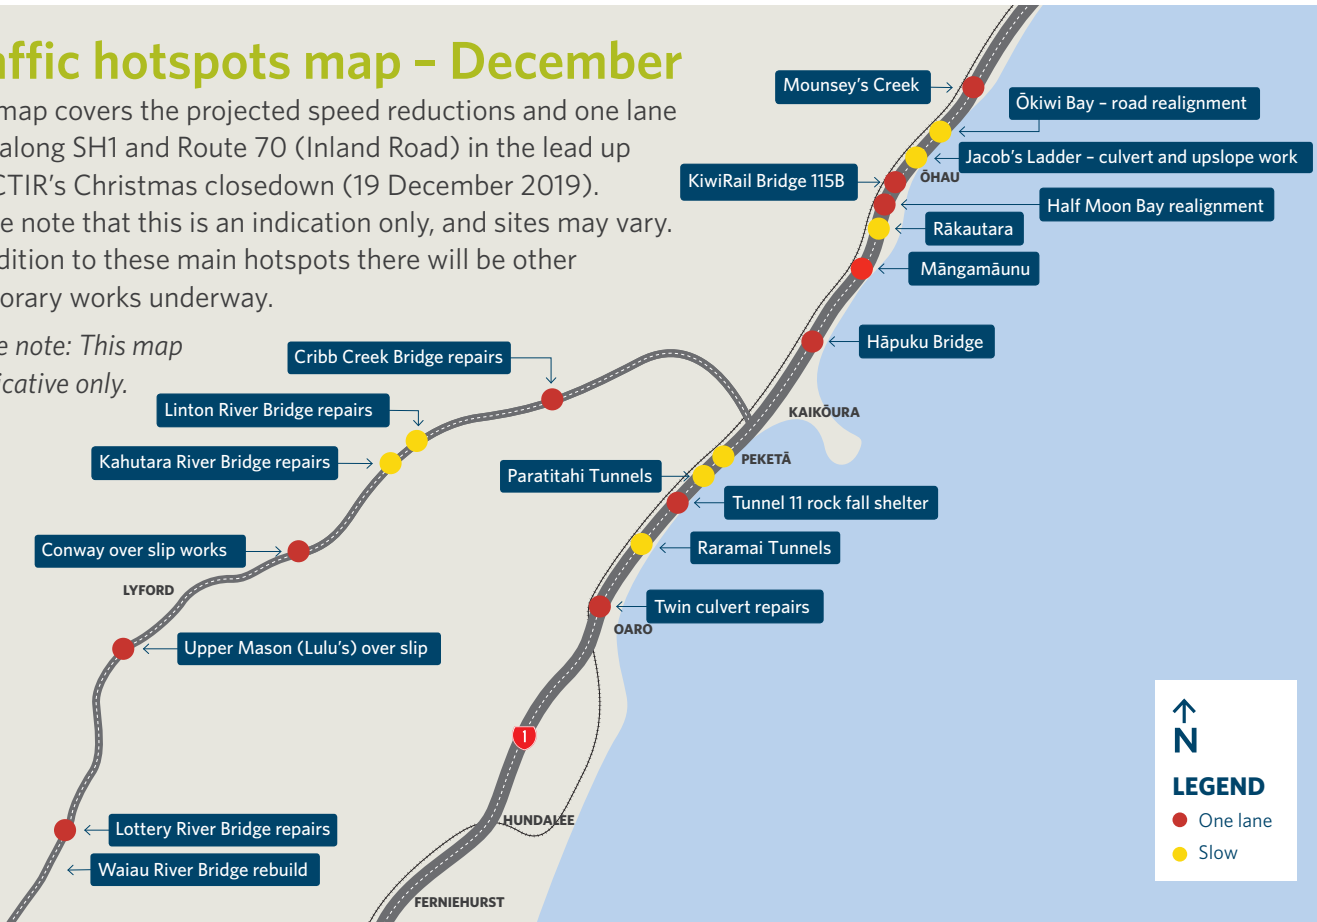 affic hotspots map – December
map covers the projected speed reductions and one lane
along SH1 and Route 70 (Inland Road) in the lead up
CTIR's Christmas closedown (19 December 2019).
e note that this is an indication only, and sites may vary.
dition to these main hotspots there will be other
orary works underway.
e note: This map
icative only.
Mounsey's Creek
Ōkiwi Bay – road realignment
Jacob's Ladder – culvert and upslope work
ŌHAU
KiwiRail Bridge 115B
Half Moon Bay realignment
Rākautara
Māngamāunu
Hāpuku Bridge
Cribb Creek Bridge repairs
Linton River Bridge repairs
KAIKŌURA
Kahutara River Bridge repairs
PEKETĀ
Paratitahi Tunnels
Tunnel 11 rock fall shelter
Conway over slip works
Raramai Tunnels
LYFORD
Twin culvert repairs
OARO
Upper Mason (Lulu's) over slip
1
HUNDALEE
Lottery River Bridge repairs
Waiau River Bridge rebuild
FERNIEHURST
N
LEGEND
One lane
Slow